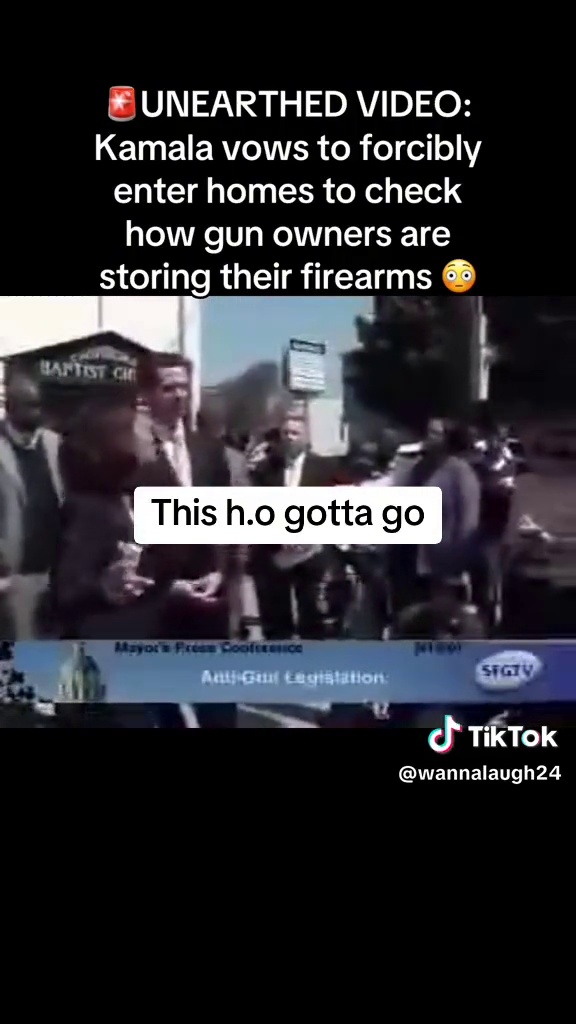 🚨UNEARTHED VIDEO:
Kamala vows to forcibly
enter homes to check
how gun owners are
storing their firearms 😳
BAPTIST
This h.o gotta go
Mayor's Press Conference
Anti-Gun Legislation
SFGTV
TikTok
@wannalaugh24